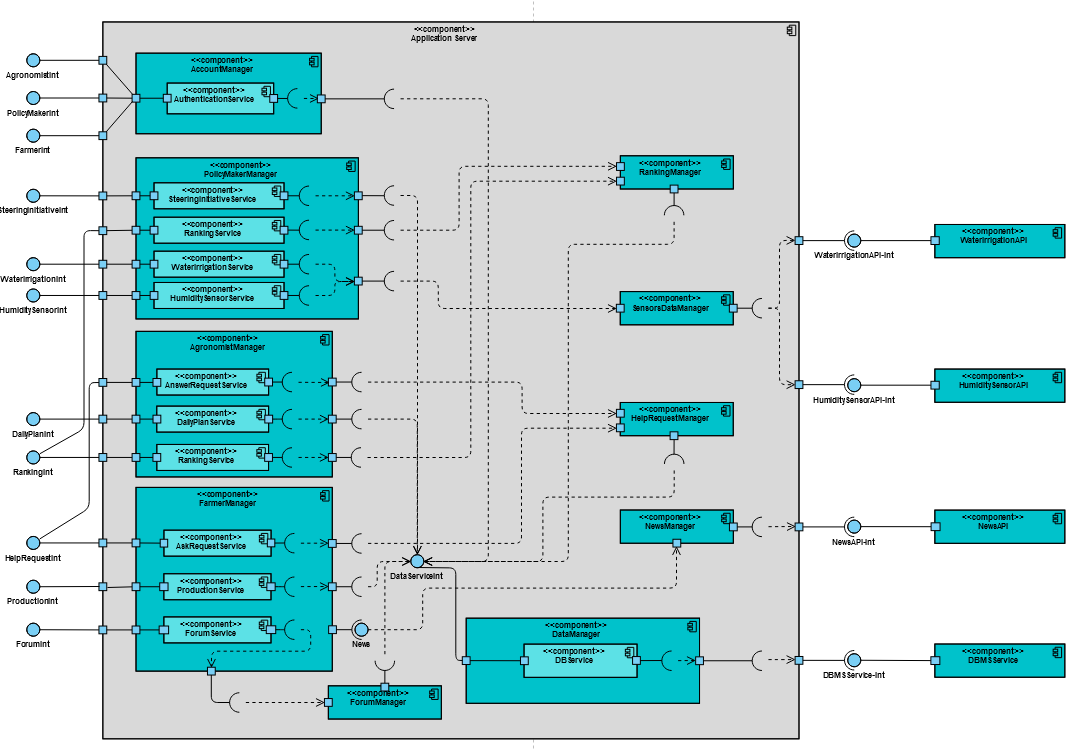 <<component>>
Application Server
AgronomistInt
PolicyMakerInt
FarmerInt
SteeringInitiativeInt
WaterIrrigationInt
HumiditySensorInt
DailyPlanInt
RankingInt
HelpRequestInt
ProductionInt
ForumInt
<<component>>
AccountManager
<<component>>
AuthenticationService
<<component>>
PolicyMakerManager
<<component>>
SteeringInitiativeService
<<component>>
RankingService
<<component>>
WaterIrrigationService
<<component>>
HumiditySensorService
<<component>>
AgronomistManager
<<component>>
AnswerRequestService
<<component>>
DailyPlanService
<<component>>
RankingService
<<component>>
FarmerManager
<<component>>
AskRequestService
<<component>>
ProductionService
<<component>>
ForumService
News
<<component>>
ForumManager
DataServiceInt
<<component>>
DataManager
<<component>>
DBService
<<component>>
RankingManager
<<component>>
SensorsDataManager
<<component>>
HelpRequestManager
<<component>>
NewsManager
WaterIrrigationAPI-Int
HumiditySensorAPI-Int
NewsAPI-Int
DBMSService-Int
<<component>>
WaterIrrigationAPI
<<component>>
HumiditySensorAPI
<<component>>
NewsAPI
<<component>>
DBMSService